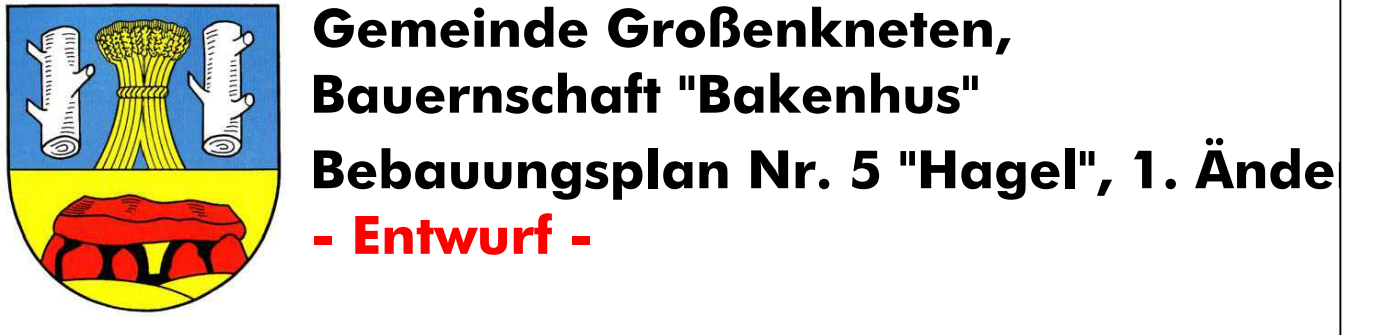 Gemeinde Großenkneten,
Bauernschaft "Bakenhus"
Bebauungsplan Nr. 5 "Hagel", 1. Ände
- Entwurf -